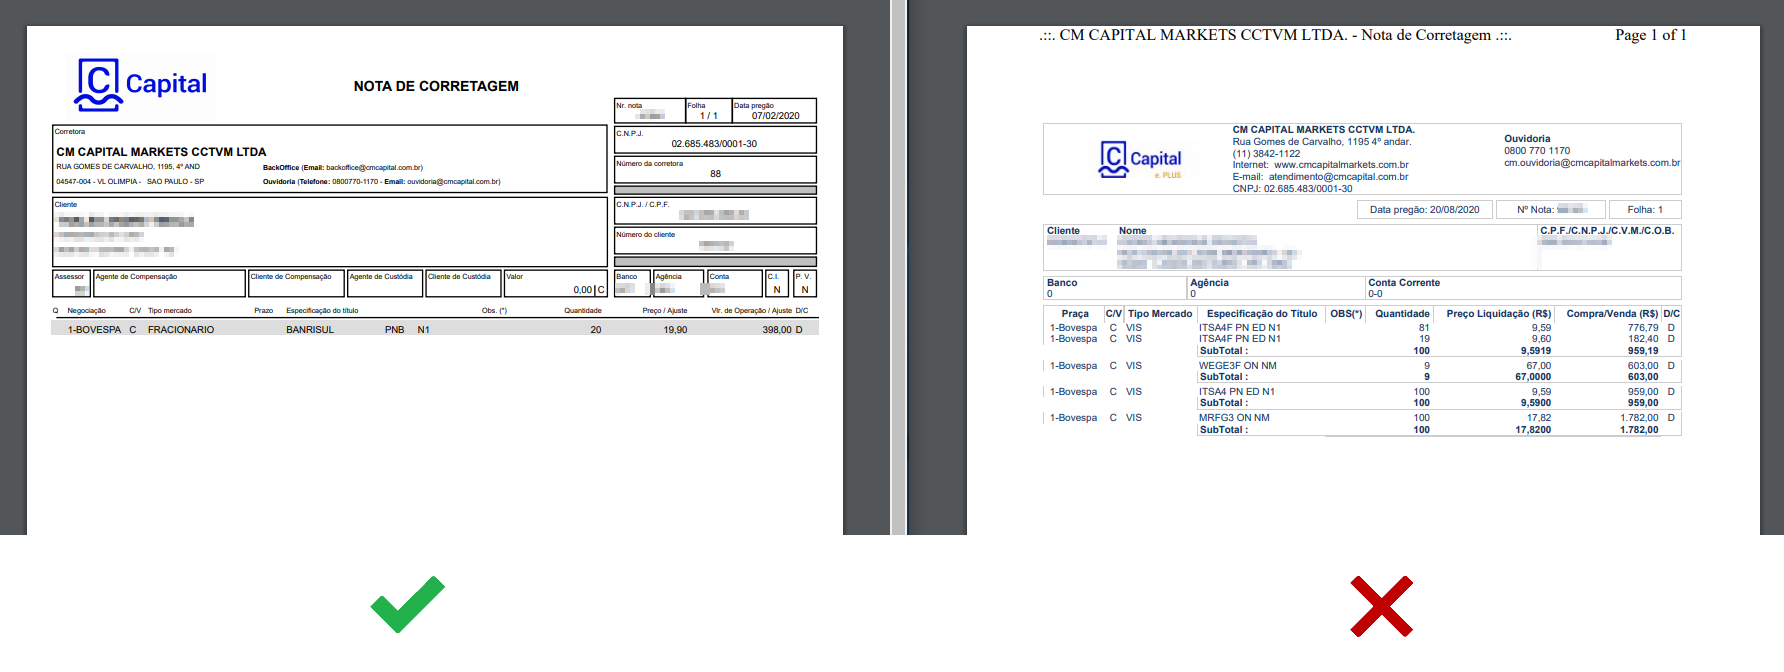 Capital
NOTA DE CORRETAGEM
Nr. nota Folha Data pregão
1 / 1 07/02/2020
Corretora
CM CAPITAL MARKETS CCTVM LTDA
RUA GOMES DE CARVALHO, 1195, 4º AND BackOffice (Email: backoffice@cmcapital.com.br)
04547-004 - VL OLIMPIA - SAO PAULO - SP Ouvidoria (Telefone: 0800770-1170 - Email: ouvidoria@cmcapital.com.br)
C.N.P.J.
02.685.483/0001-30
Número da corretora
88
Cliente
C.N.P.J. / C.P.F.
Número do cliente
Assessor Agente de Compensação Cliente de Compensação Agente de Custódia Cliente de Custódia Valor Banco Agência Conta C.I. P. V.
0,00 C N N
Q Negociação C/V Tipo mercado Prazo Especificação do título Obs. (*) Quantidade Preço / Ajuste Vlr. de Operação / Ajuste D/C
1-BOVESPA C FRACIONARIO BANRISUL PNB N1 20 19,90 398,00 D
.::. CM CAPITAL MARKETS CCTVM LTDA. - Nota de Corretagem .::. Page 1 of 1
Capital
e. PLUS
CM CAPITAL MARKETS CCTVM LTDA.
Rua Gomes de Carvalho, 1195 4º andar.
(11) 3842-1122
Internet: www.cmcapitalmarkets.com.br
E-mail: atendimento@cmcapital.com.br
CNPJ: 02.685.483/0001-30
Ouvidoria
0800 770 1170
cm.ouvidoria@cmcapitalmarkets.com.br
Data pregão: 20/08/2020 Nº Nota: Folha: 1
Cliente Nome C.P.F./C.N.P.J./C.V.M./C.O.B.
Banco Agência Conta Corrente
0 0 0-0
Praça C/V Tipo Mercado Especificação do Título OBS(*) Quantidade Preço Liquidação (R$) Compra/Venda (R$) D/C
1-Bovespa C VIS ITSA4F PN ED N1 81 9,59 776,79 D
1-Bovespa C VIS ITSA4F PN ED N1 19 9,60 182,40 D
SubTotal : 100 9,5919 959,19
1-Bovespa C VIS WEGE3F ON NM 9 67,00 603,00 D
SubTotal : 9 67,0000 603,00
1-Bovespa C VIS ITSA4 PN ED N1 100 9,59 959,00 D
SubTotal : 100 9,5900 959,00
1-Bovespa C VIS MRFG3 ON NM 100 17,82 1.782,00 D
SubTotal : 100 17,8200 1.782,00